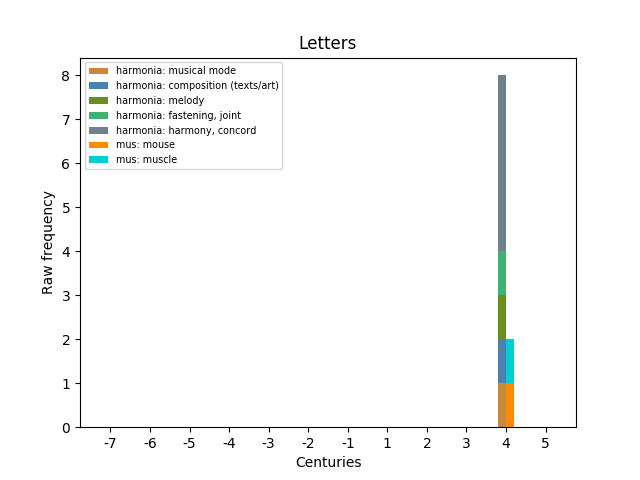 Letters
harmonia: musical mode
harmonia: composition (texts/art)
harmonia: melody
harmonia: fastening, joint
harmonia: harmony, concord
mus: mouse
mus: muscle
8
7
6
5
4
3
2
1
0
Raw frequency
-7 -6 -5 -4 -3 -2 -1 1 2 3 4 5
Centuries